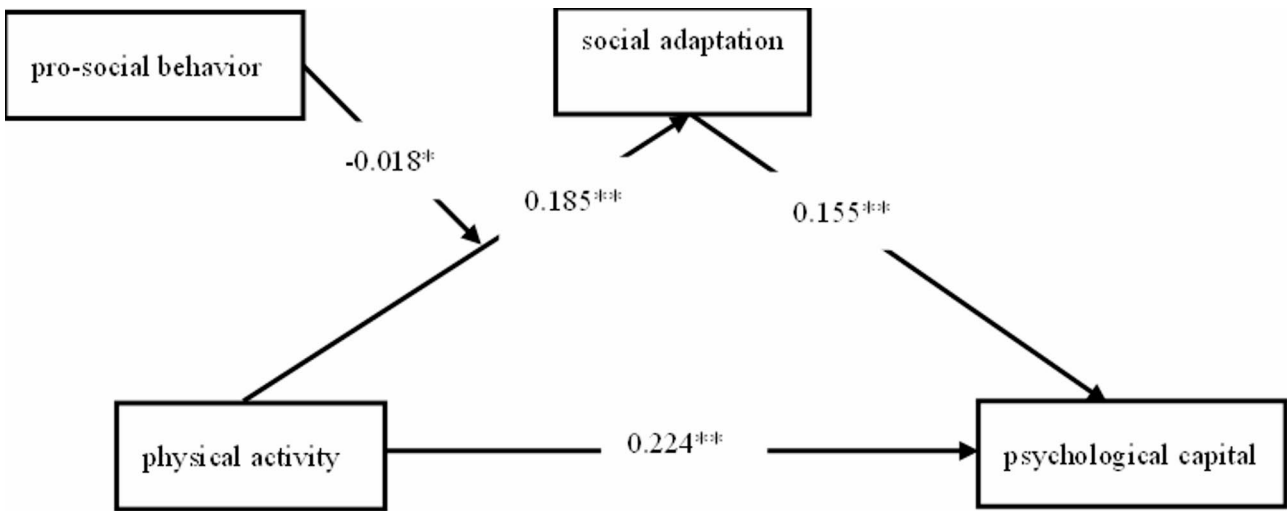 pro-social behavior
social adaptation
-0.018*
0.185**
0.155**
physical activity
0.224**
psychological capital